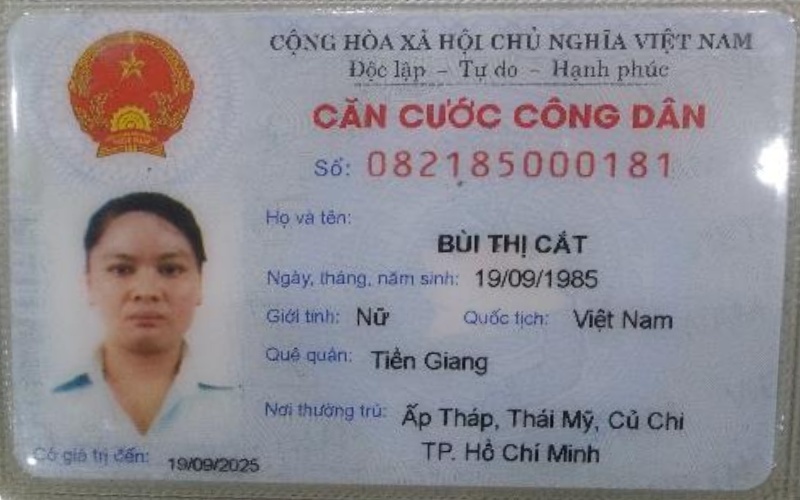 CỘNG HÒA XÃ HỘI CHỦ NGHĨA VIỆT NAM
Độc lập - Tự do - Hạnh phúc
CĂN CƯỚC CÔNG DÂN
Số: 082185000181
Họ và tên:
BÙI THỊ CẮT
Ngày, tháng, năm sinh: 19/09/1985
Giới tính: Nữ Quốc tịch: Việt Nam
Quê quán: Tiền Giang
Nơi thường trú: Ấp Tháp, Thái Mỹ, Củ Chi
TP. Hồ Chí Minh
Có giá trị đến: 19/09/2025